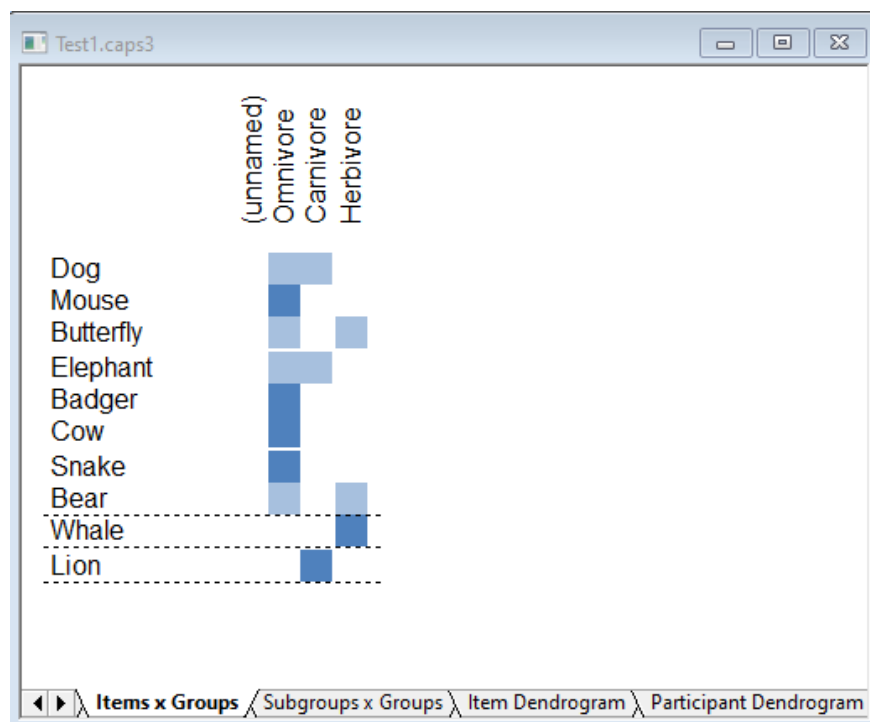 Test1.caps3
(unnamed)
Omnivore
Carnivore
Herbivore
Dog
Mouse
Butterfly
Elephant
Badger
Cow
Snake
Bear
Whale
Lion
Items x Groups Subgroups x Groups Item Dendrogram Participant Dendrogram